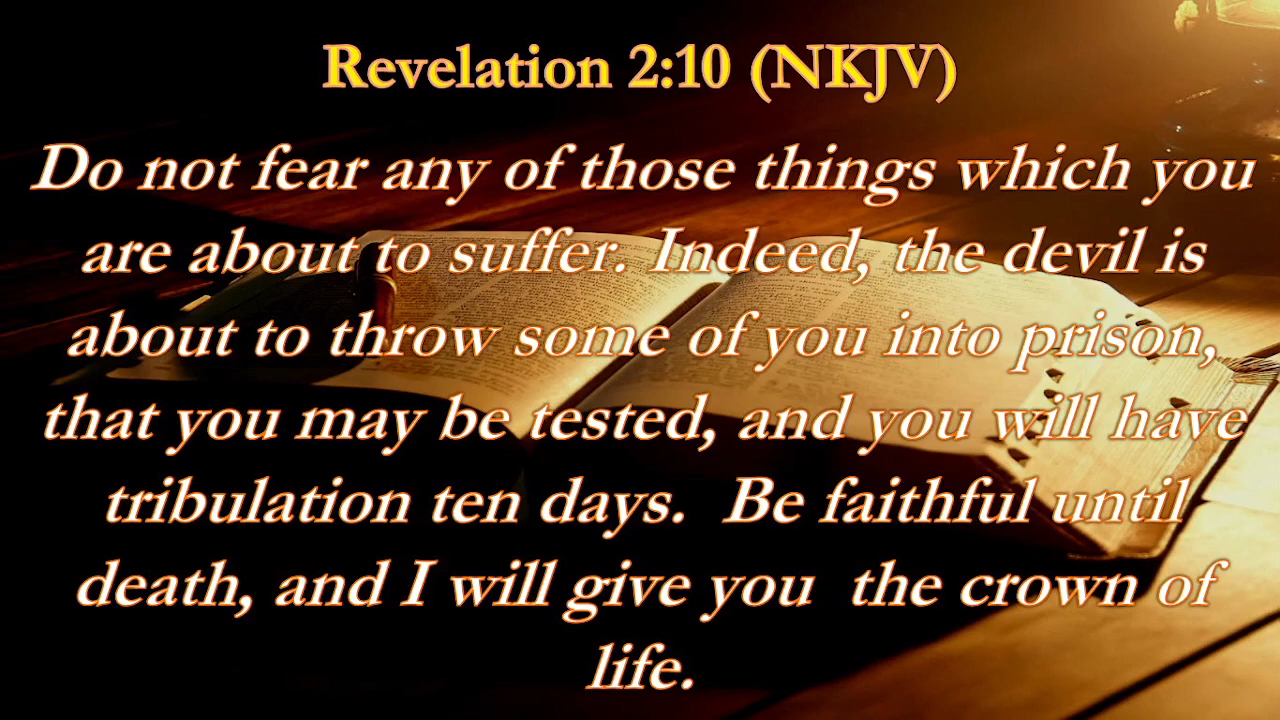 Revelation 2:10 (NKJV)
Do not fear any of those things which you
are about to suffer. Indeed, the devil is
about to throw some of you into prison,
that you may be tested, and you will have
tribulation ten days.  Be faithful until
death, and I will give you  the crown of
life.